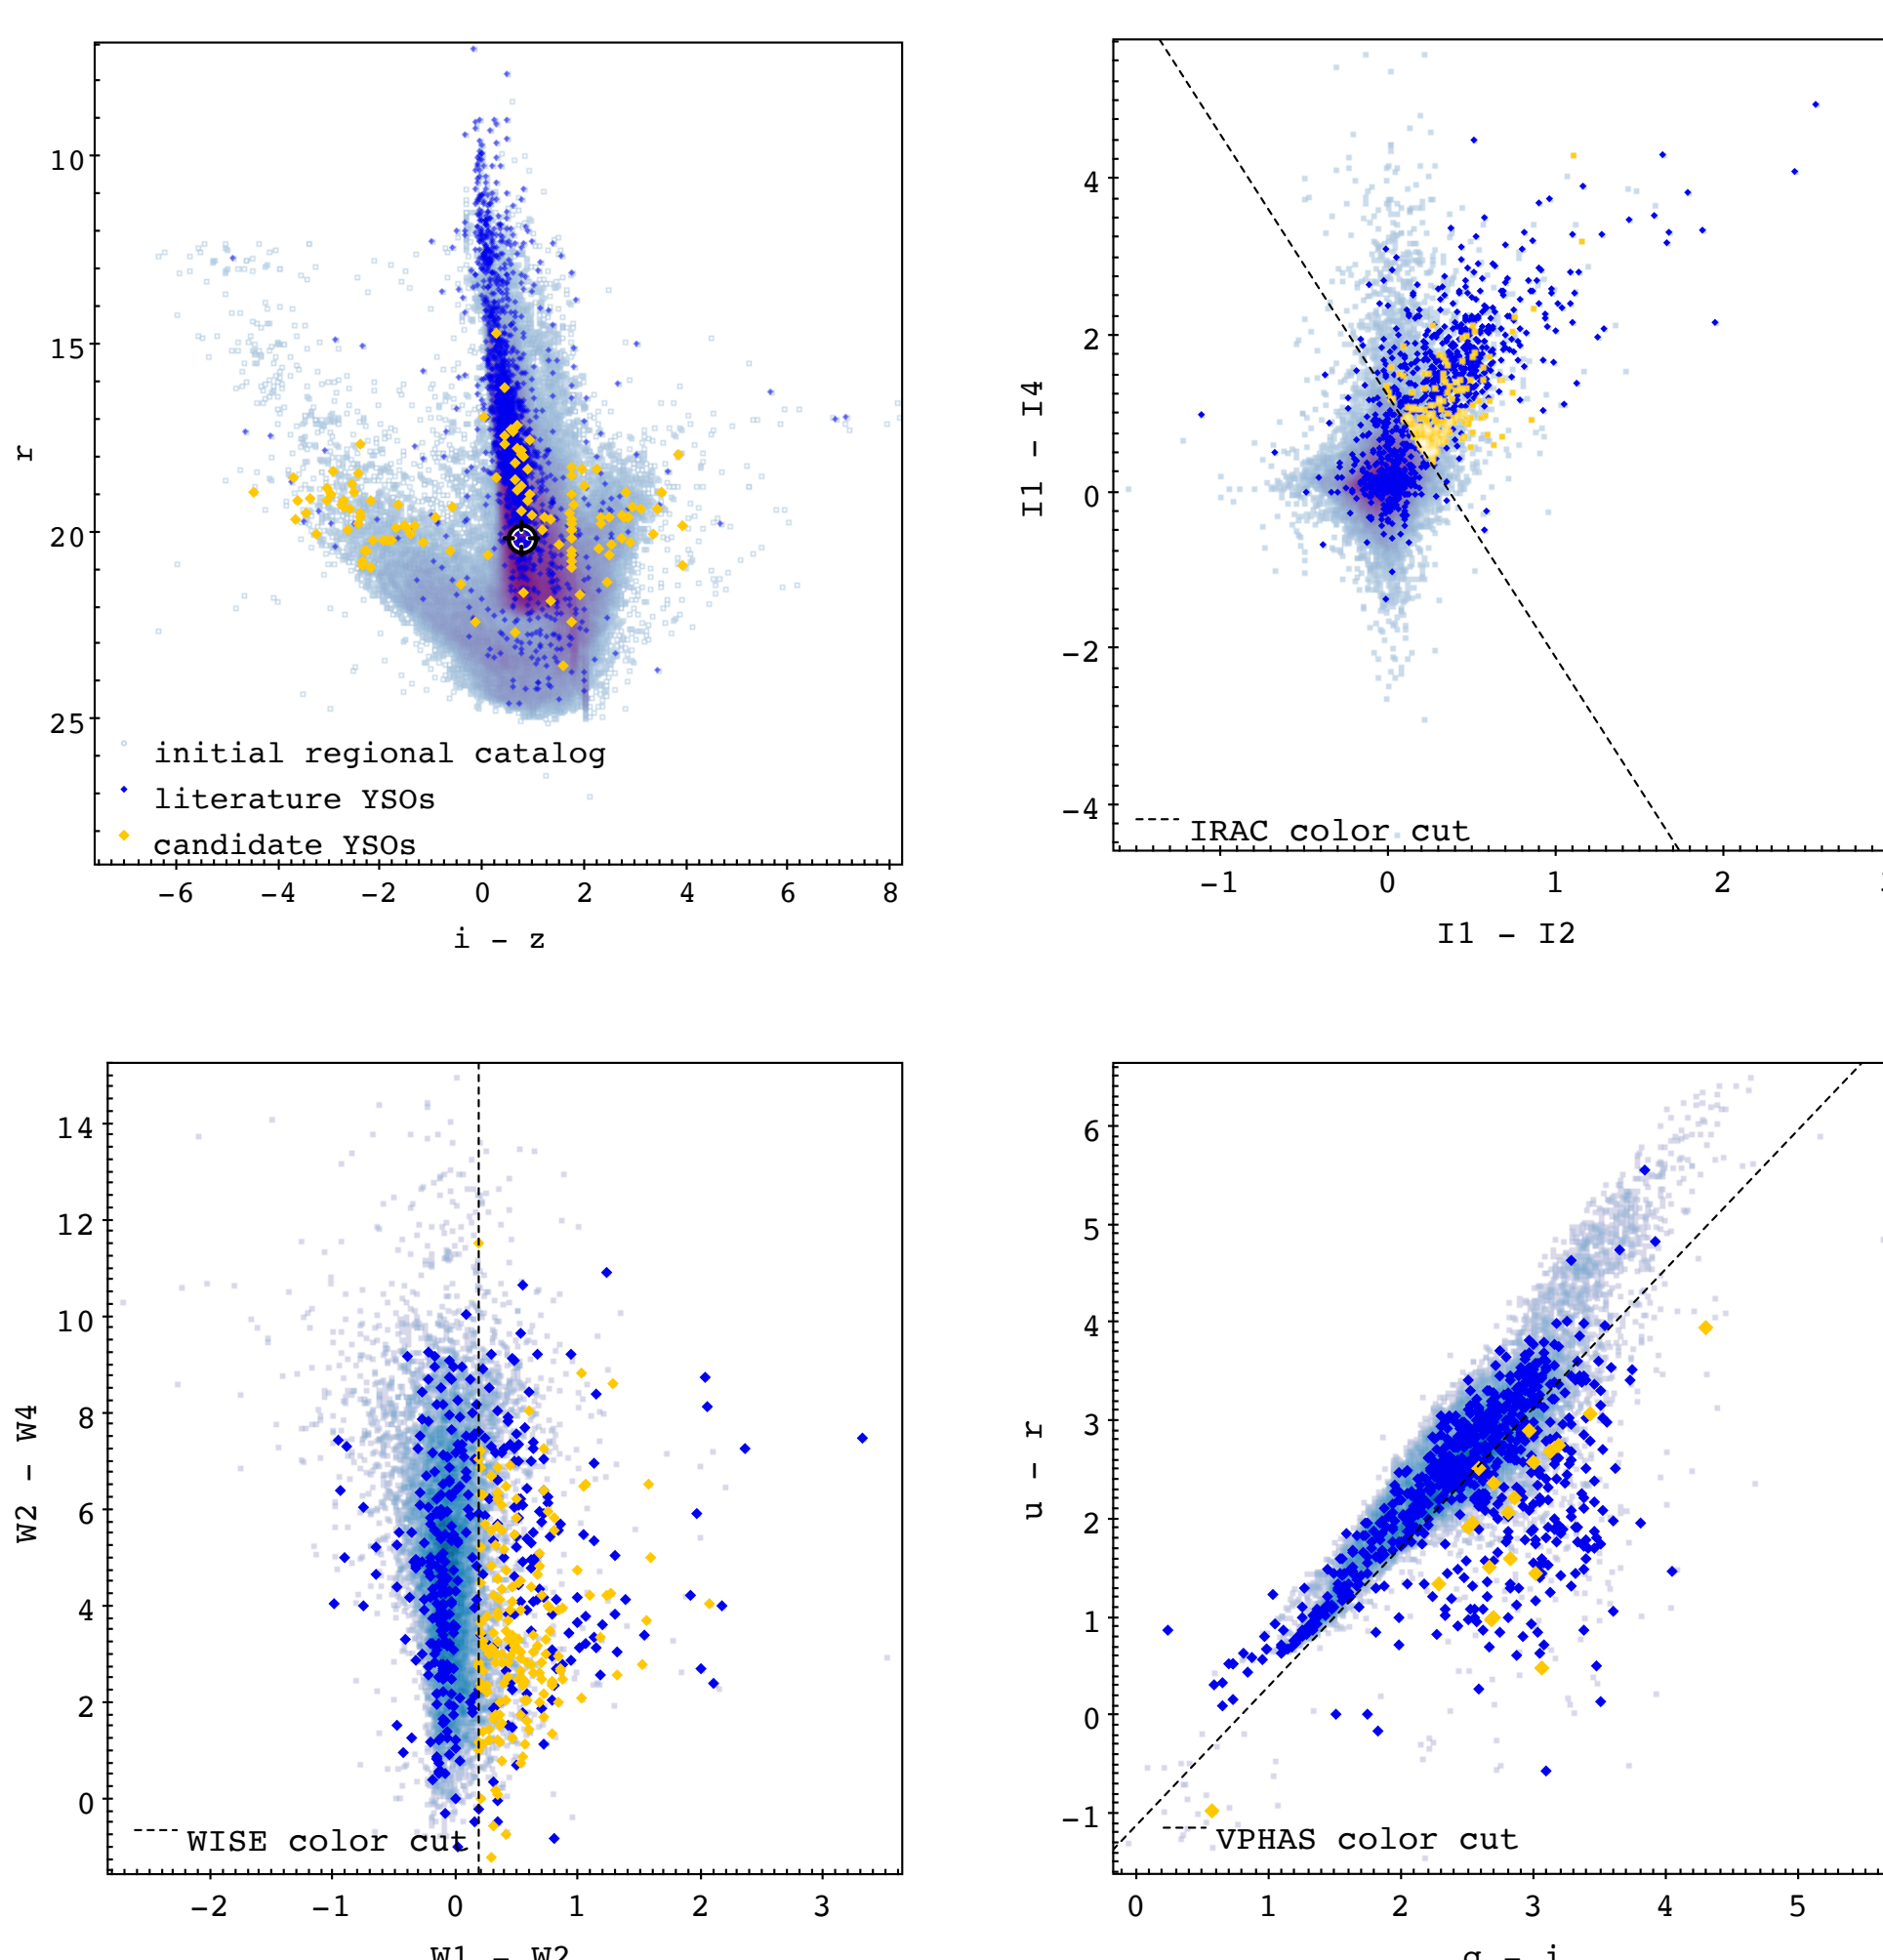 10
15
20
25
r
initial regional catalog
literature YSOs
candidate YSOs
−6 −4 −2 0 2 4 6 8
i − z
4
2
0
−2
−4
I1 − I4
IRAC color cut
−1 0 1 2
I1 − I2
14
12
10
8
6
4
2
0
W2 − W4
WISE color cut
−2 −1 0 1 2 3
W1 − W2
6
5
4
3
2
1
0
−1
u − r
VPHAS color cut
0 1 2 3 4 5